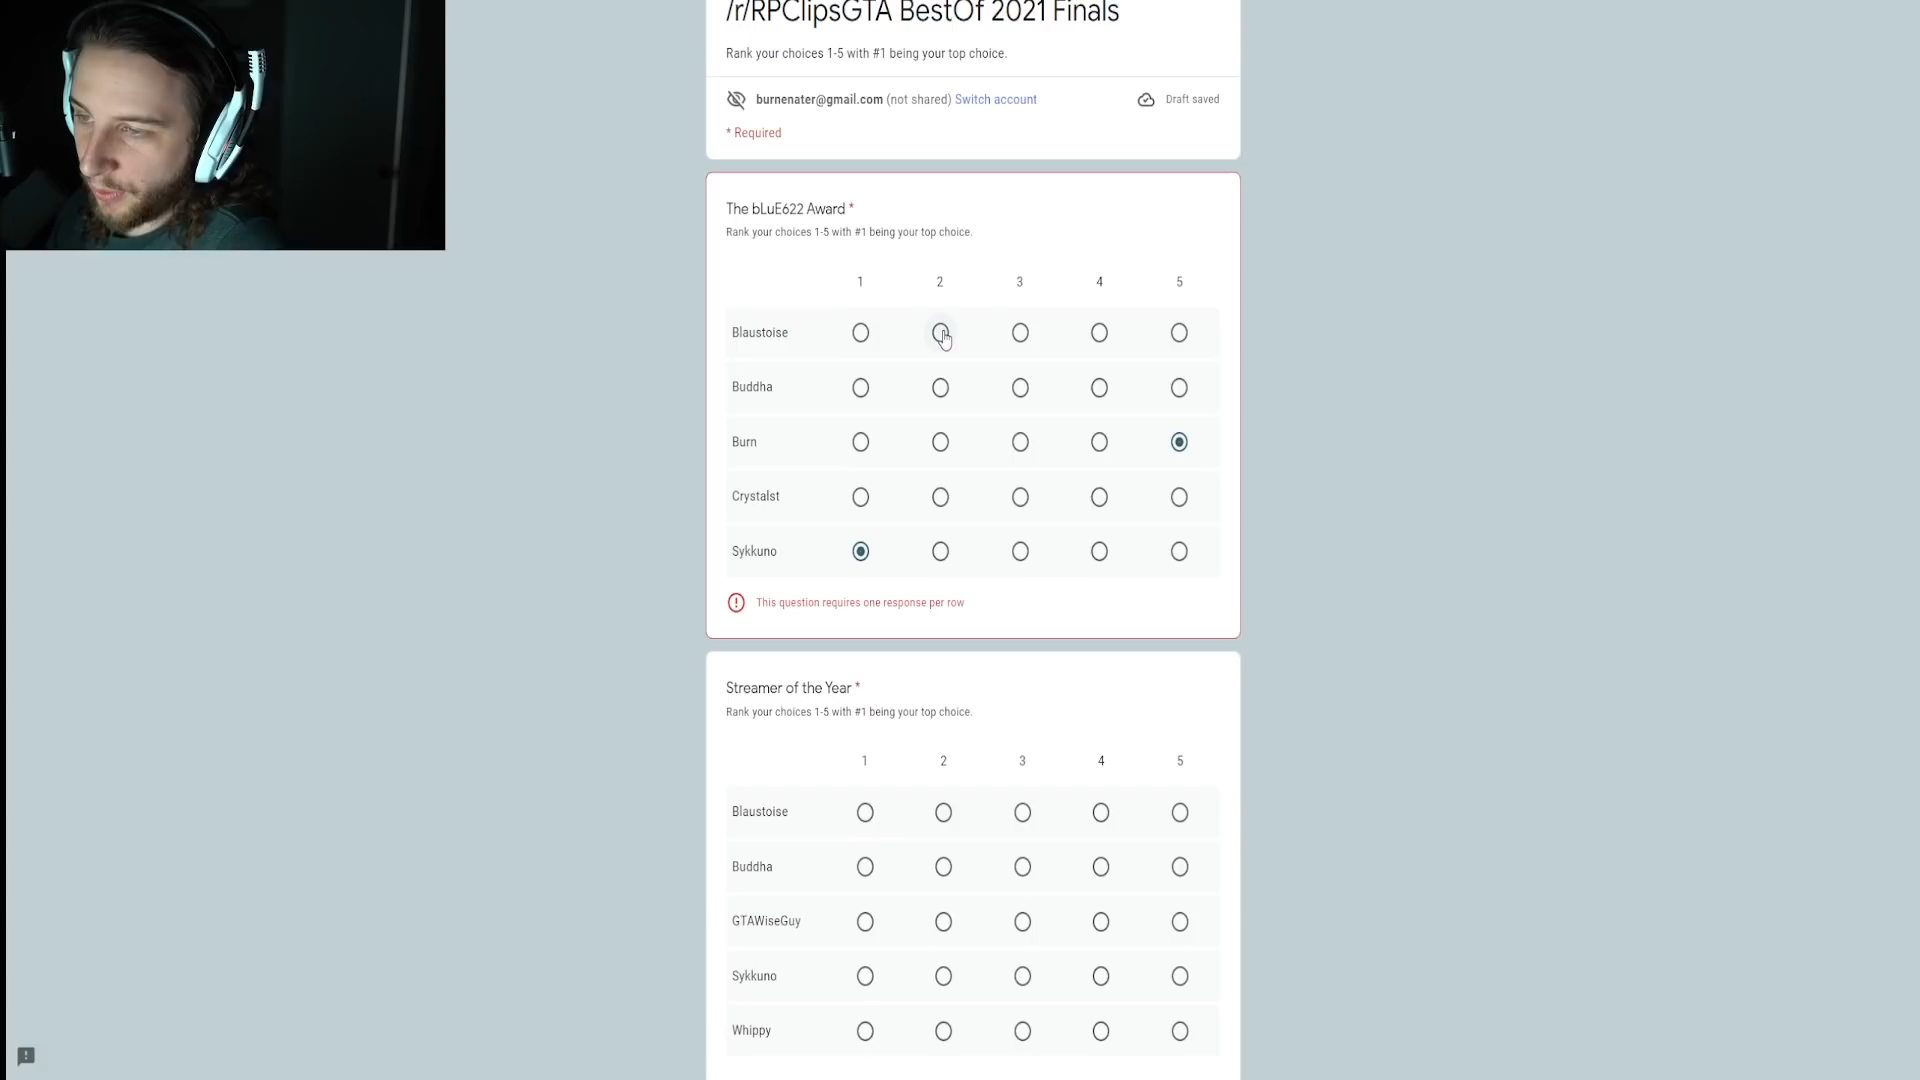 /r/RPClipsGTA BestOf 2021 Finals
Rank your choices 1-5 with #1 being your top choice.
burnenater@gmail.com (not shared) Switch account
Draft saved
* Required
The bLuE622 Award *
Rank your choices 1-5 with #1 being your top choice.
1 2 3 4 5
Blaustoise
Buddha
Burn
Crystalst
Sykkuno
This question requires one response per row
Streamer of the Year *
Rank your choices 1-5 with #1 being your top choice.
1 2 3 4 5
Blaustoise
Buddha
GTAWiseGuy
Sykkuno
Whippy